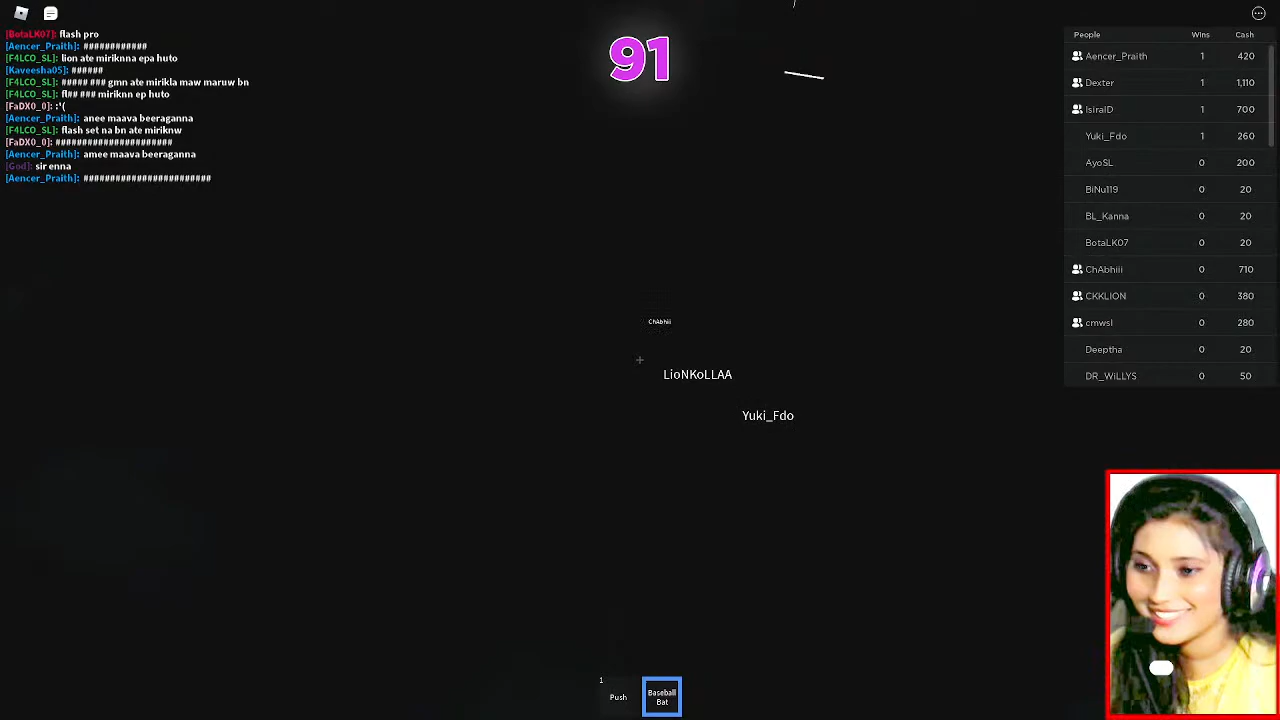 91
[BotaLK07]: flash pro
[Aencer_Praith]: ############
[F4LCO_SL]: lion ate miriknna epa huto
[Kaveesha05]: ######
[F4LCO_SL]: ##### ### gmn ate mirikla maw maruw bn
[F4LCO_SL]: fl## ### miriknn ep huto
[FaDX0_0]: :'(
[Aencer_Praith]: anee maava beeraganna
[F4LCO_SL]: flash set na bn ate miriknw
[FaDX0_0]: ######################
[Aencer_Praith]: amee maava beeraganna
[God]: sir enna
[Aencer_Praith]: ########################
People Wins Cash
Aencer_Praith 1 420
Dexter 1 1,110
IsiraID 1 700
Yuki_Fdo 1 260
AyoSL 0 200
BiNu119 0 20
BL_Kanna 0 20
BotaLK07 0 20
ChAbhiii 0 710
CKKLION 0 380
cmwsl 0 280
Deeptha 0 20
DR_WiLLYS 0 50
ChAbhii
LioNKoLLAA
Yuki_Fdo
1
Push
Baseball
Bat